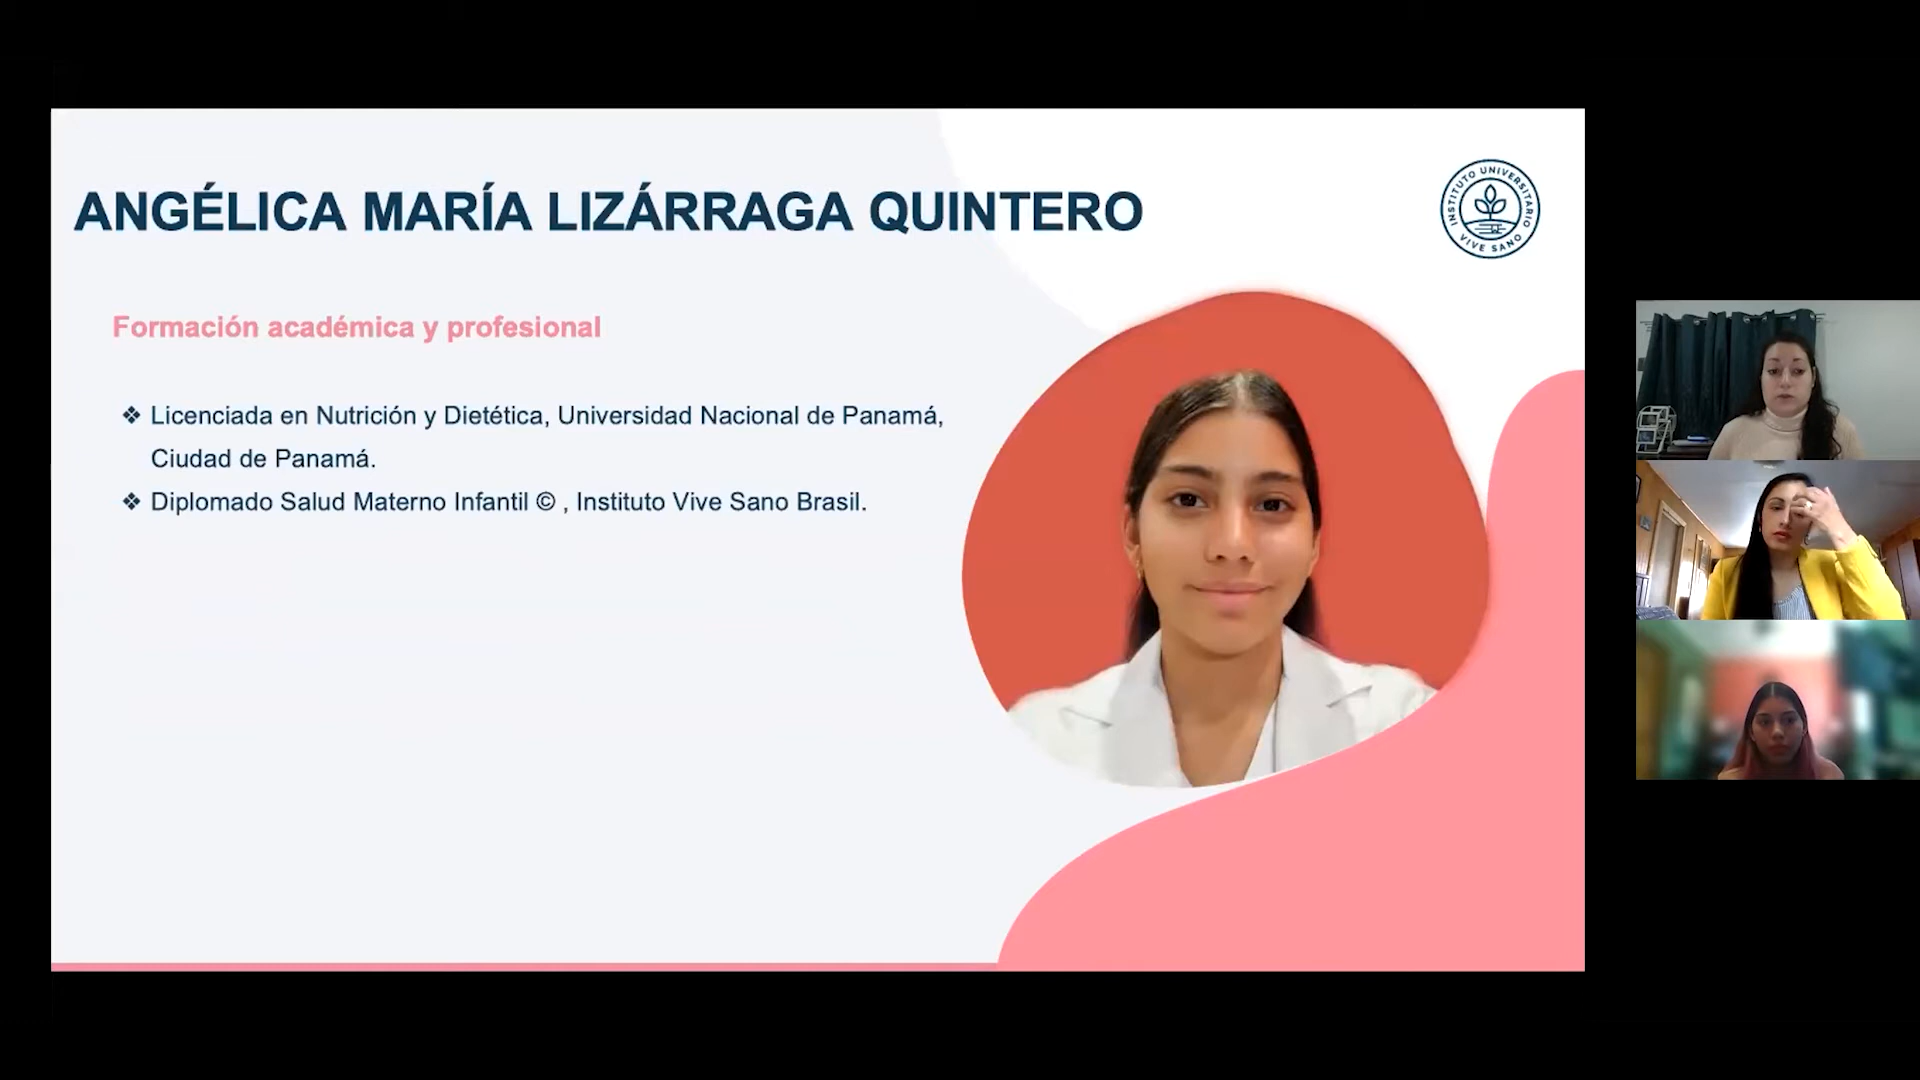 ANGÉLICA MARÍA LIZÁRRAGA QUINTERO
INSTITUTO UNIVERSITARIO
VIVE SANO
Formación académica y profesional
❖ Licenciada en Nutrición y Dietética, Universidad Nacional de Panamá,
Ciudad de Panamá.
❖ Diplomado Salud Materno Infantil © , Instituto Vive Sano Brasil.